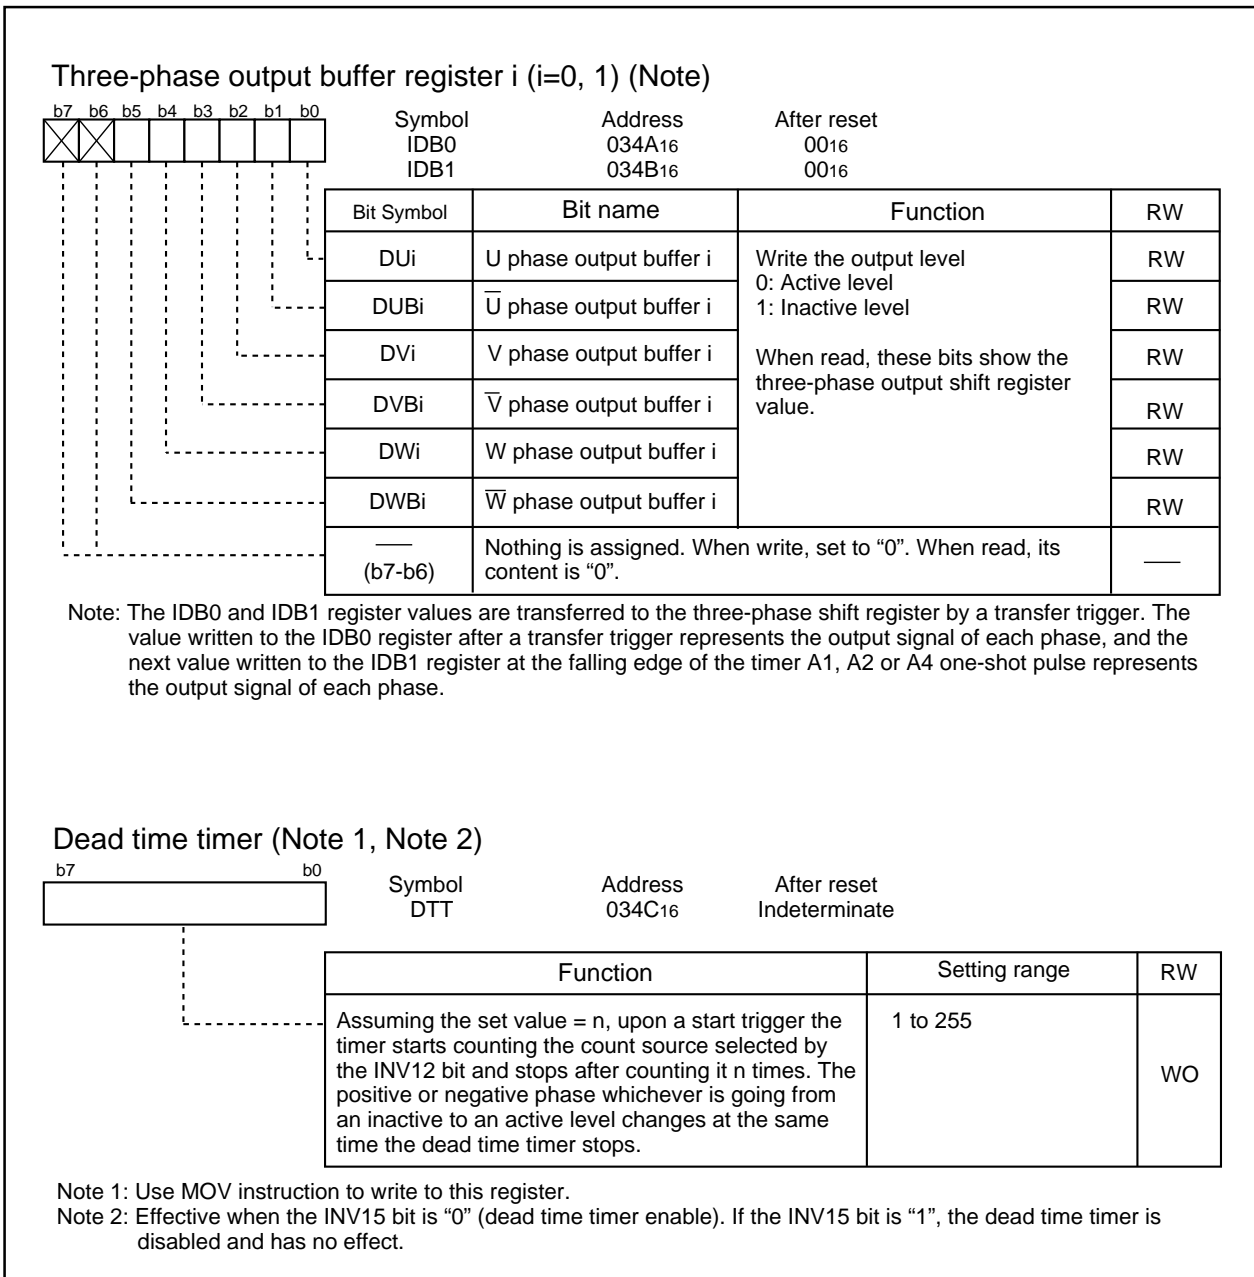 Three-phase output buffer register i (i=0, 1) (Note)
b7 b6 b5 b4 b3 b2 b1 b0
Symbol Address After reset
IDB0 034A16 0016
IDB1 034B16 0016
Bit Symbol Bit name Function RW
DUi U phase output buffer i Write the output level RW
0: Active level
DUBi U̅ phase output buffer i 1: Inactive level RW
DVi V phase output buffer i When read, these bits show the RW
three-phase output shift register
DVBi V̅ phase output buffer i value. RW
DWi W phase output buffer i RW
DWBi W̅ phase output buffer i RW
— Nothing is assigned. When write, set to “0”. When read, its —
(b7-b6) content is “0”.
Note: The IDB0 and IDB1 register values are transferred to the three-phase shift register by a transfer trigger. The
value written to the IDB0 register after a transfer trigger represents the output signal of each phase, and the
next value written to the IDB1 register at the falling edge of the timer A1, A2 or A4 one-shot pulse represents
the output signal of each phase.
Dead time timer (Note 1, Note 2)
b7 b0
Symbol Address After reset
DTT 034C16 Indeterminate
Function Setting range RW
Assuming the set value = n, upon a start trigger the 1 to 255
timer starts counting the count source selected by
the INV12 bit and stops after counting it n times. The WO
positive or negative phase whichever is going from
an inactive to an active level changes at the same
time the dead time timer stops.
Note 1: Use MOV instruction to write to this register.
Note 2: Effective when the INV15 bit is “0” (dead time timer enable). If the INV15 bit is “1”, the dead time timer is
disabled and has no effect.